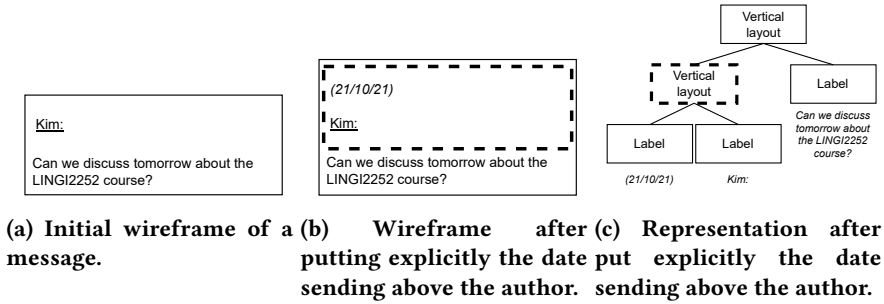 Kim:
Can we discuss tomorrow about the
LINGI2252 course?
(21/10/21)
Kim:
Can we discuss tomorrow about the
LINGI2252 course?
Vertical
layout
Vertical
layout
Label
Can we discuss
tomorrow about
the LINGI2252
course?
Label
Label
(21/10/21)
Kim:
(a) Initial wireframe of a
message.
(b) Wireframe after
putting explicitly the date
sending above the author.
(c) Representation after
put explicitly the date
sending above the author.